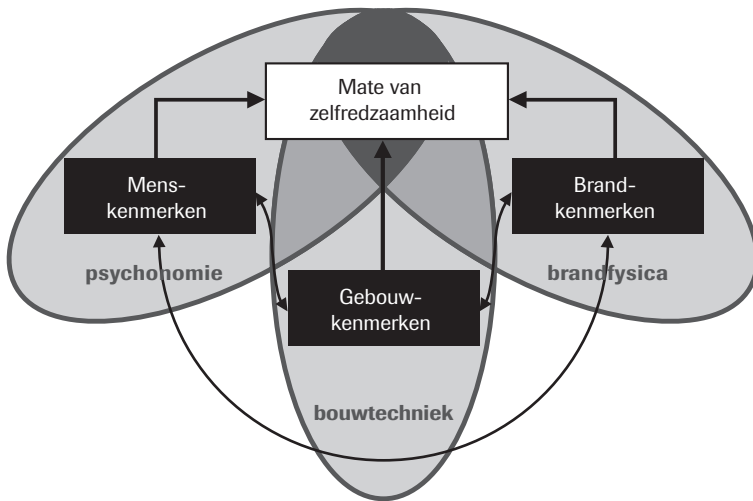 Mate van
zelfredzaamheid
Mens-
kenmerken
Brand-
kenmerken
psychonomie
brandfysica
Gebouw-
kenmerken
bouwtechniek